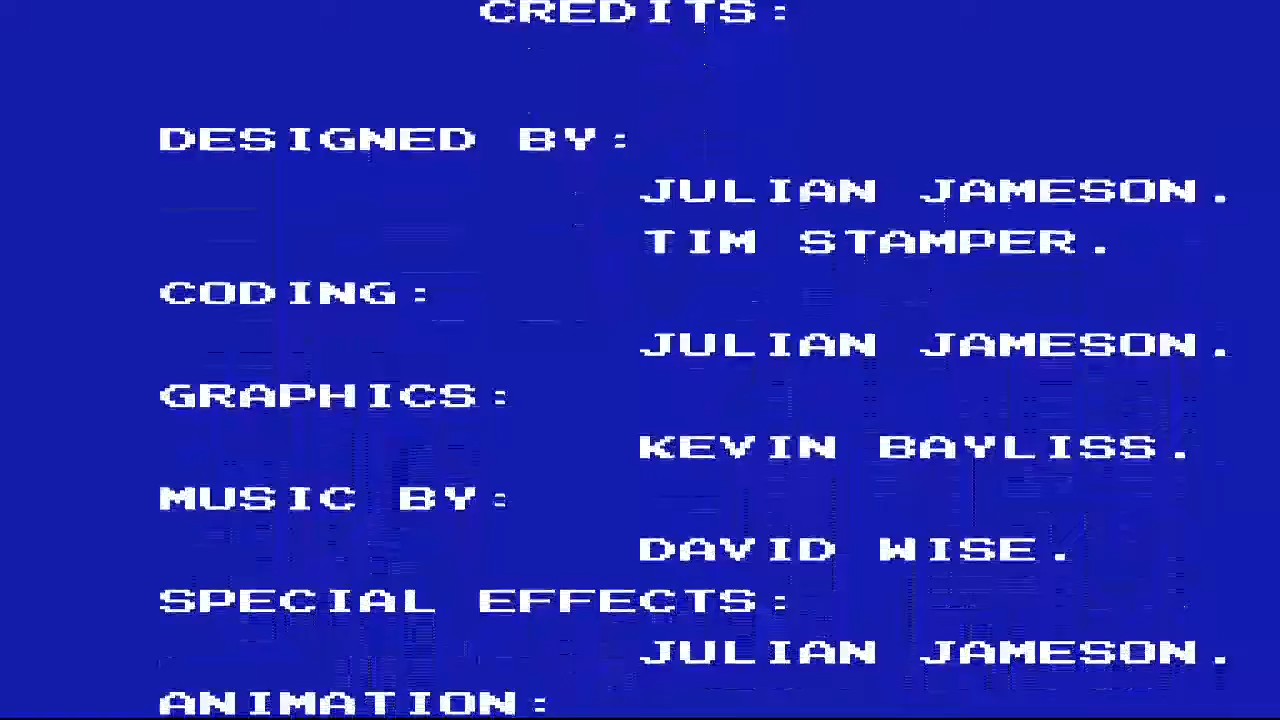 CREDITS:
DESIGNED BY:
JULIAN JAMESON.
TIM STAMPER.
CODING:
JULIAN JAMESON.
GRAPHICS:
KEVIN BAYLISS.
MUSIC BY:
DAVID WISE.
SPECIAL EFFECTS:
JULIAN JAMESON.
ANIMATION: